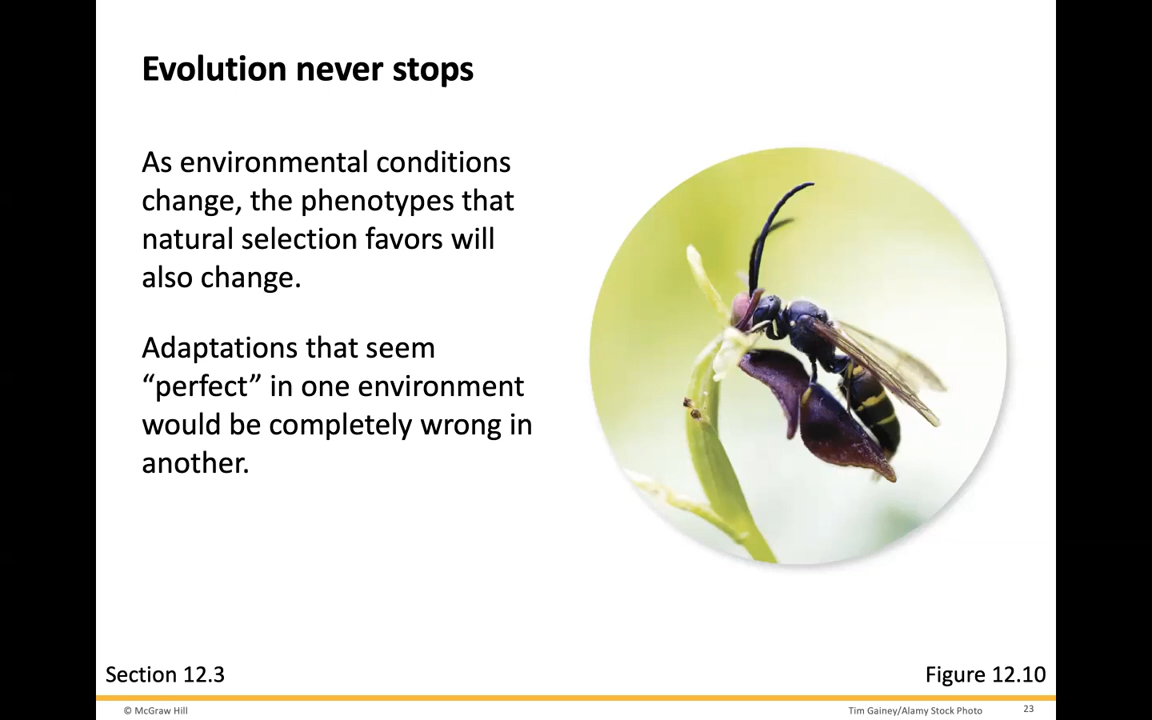 Evolution never stops
As environmental conditions
change, the phenotypes that
natural selection favors will
also change.
Adaptations that seem
“perfect” in one environment
would be completely wrong in
another.
Section 12.3
Figure 12.10
© McGraw Hill
Tim Gainey/Alamy Stock Photo
23